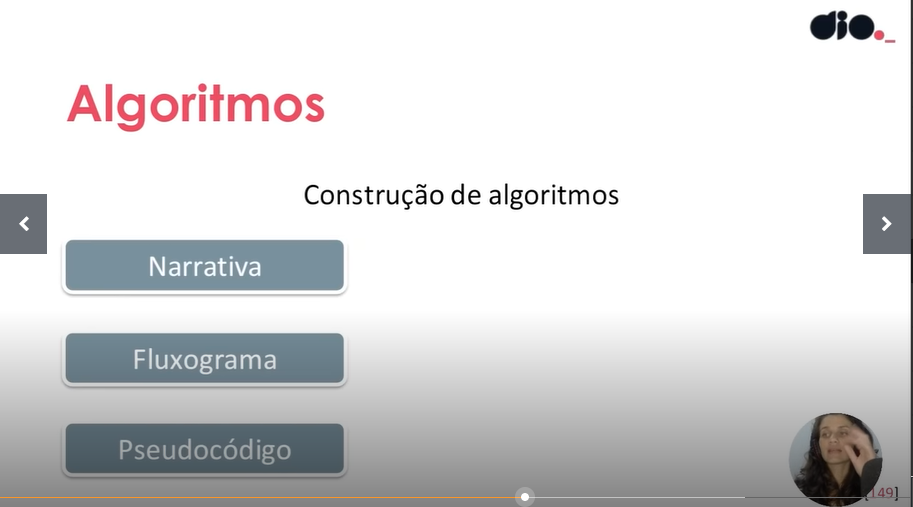 dio._
Algoritmos
Construção de algoritmos
Narrativa
Fluxograma
Pseudocódigo
[149]